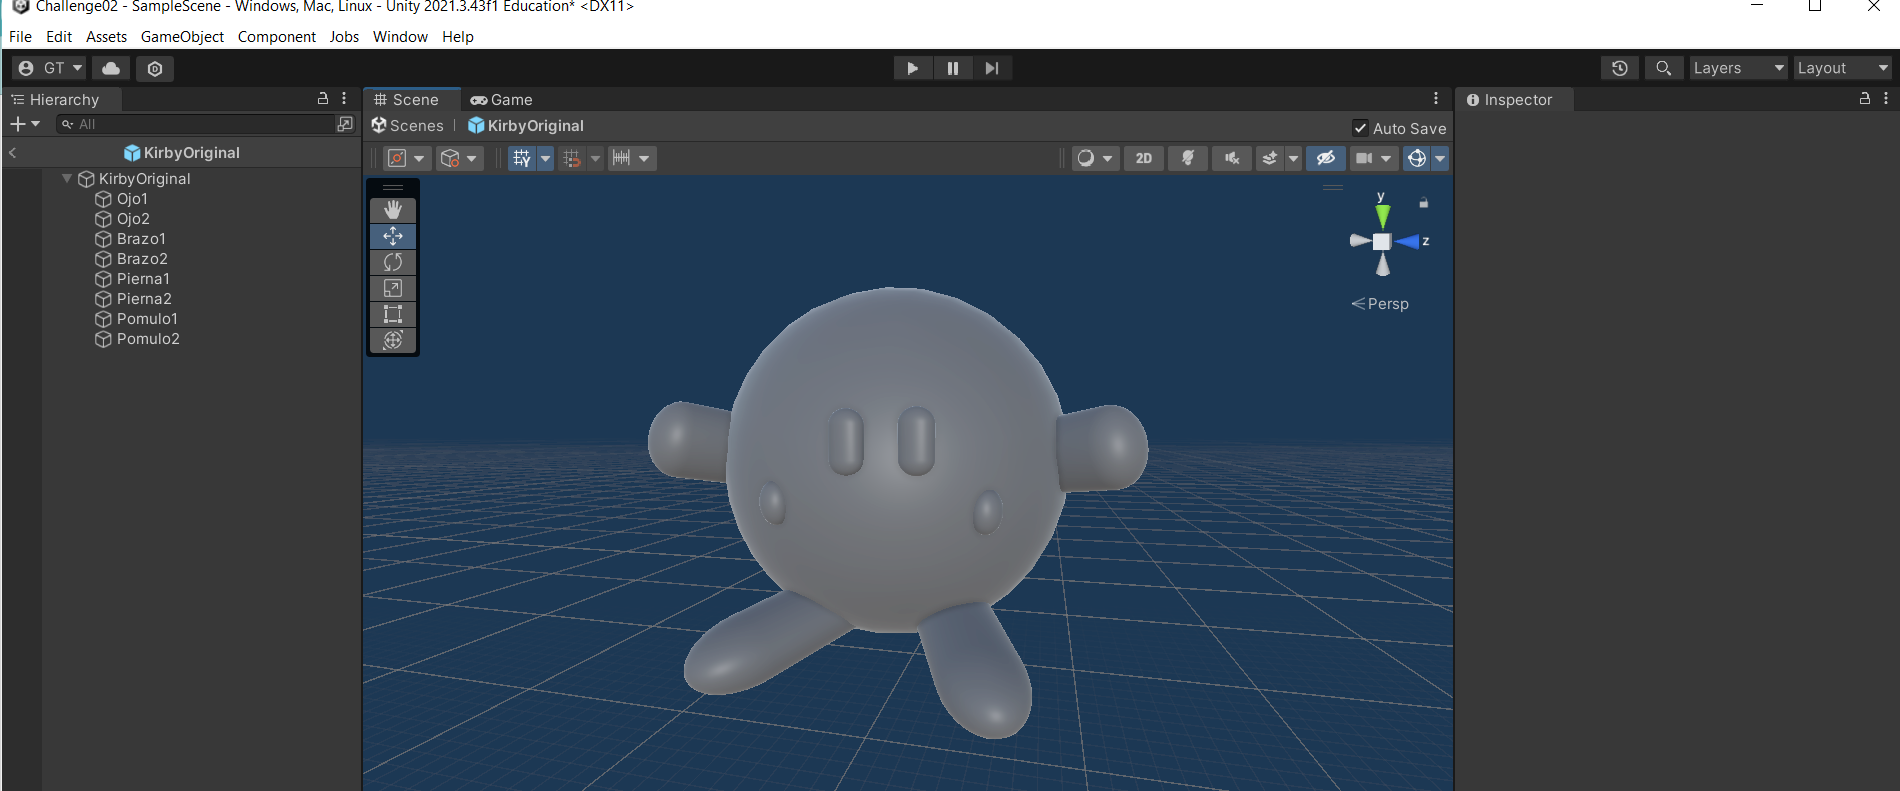 Challenge02 - SampleScene - Windows, Mac, Linux - Unity 2021.3.43f1 Education* <DX11>
File Edit Assets GameObject Component Jobs Window Help
GT
Layers
Layout
Hierarchy
All
KirbyOriginal
KirbyOriginal
Ojo1
Ojo2
Brazo1
Brazo2
Pierna1
Pierna2
Pomulo1
Pomulo2
Scene
Game
Scenes | KirbyOriginal
Auto Save
2D
y
z
Persp
Inspector